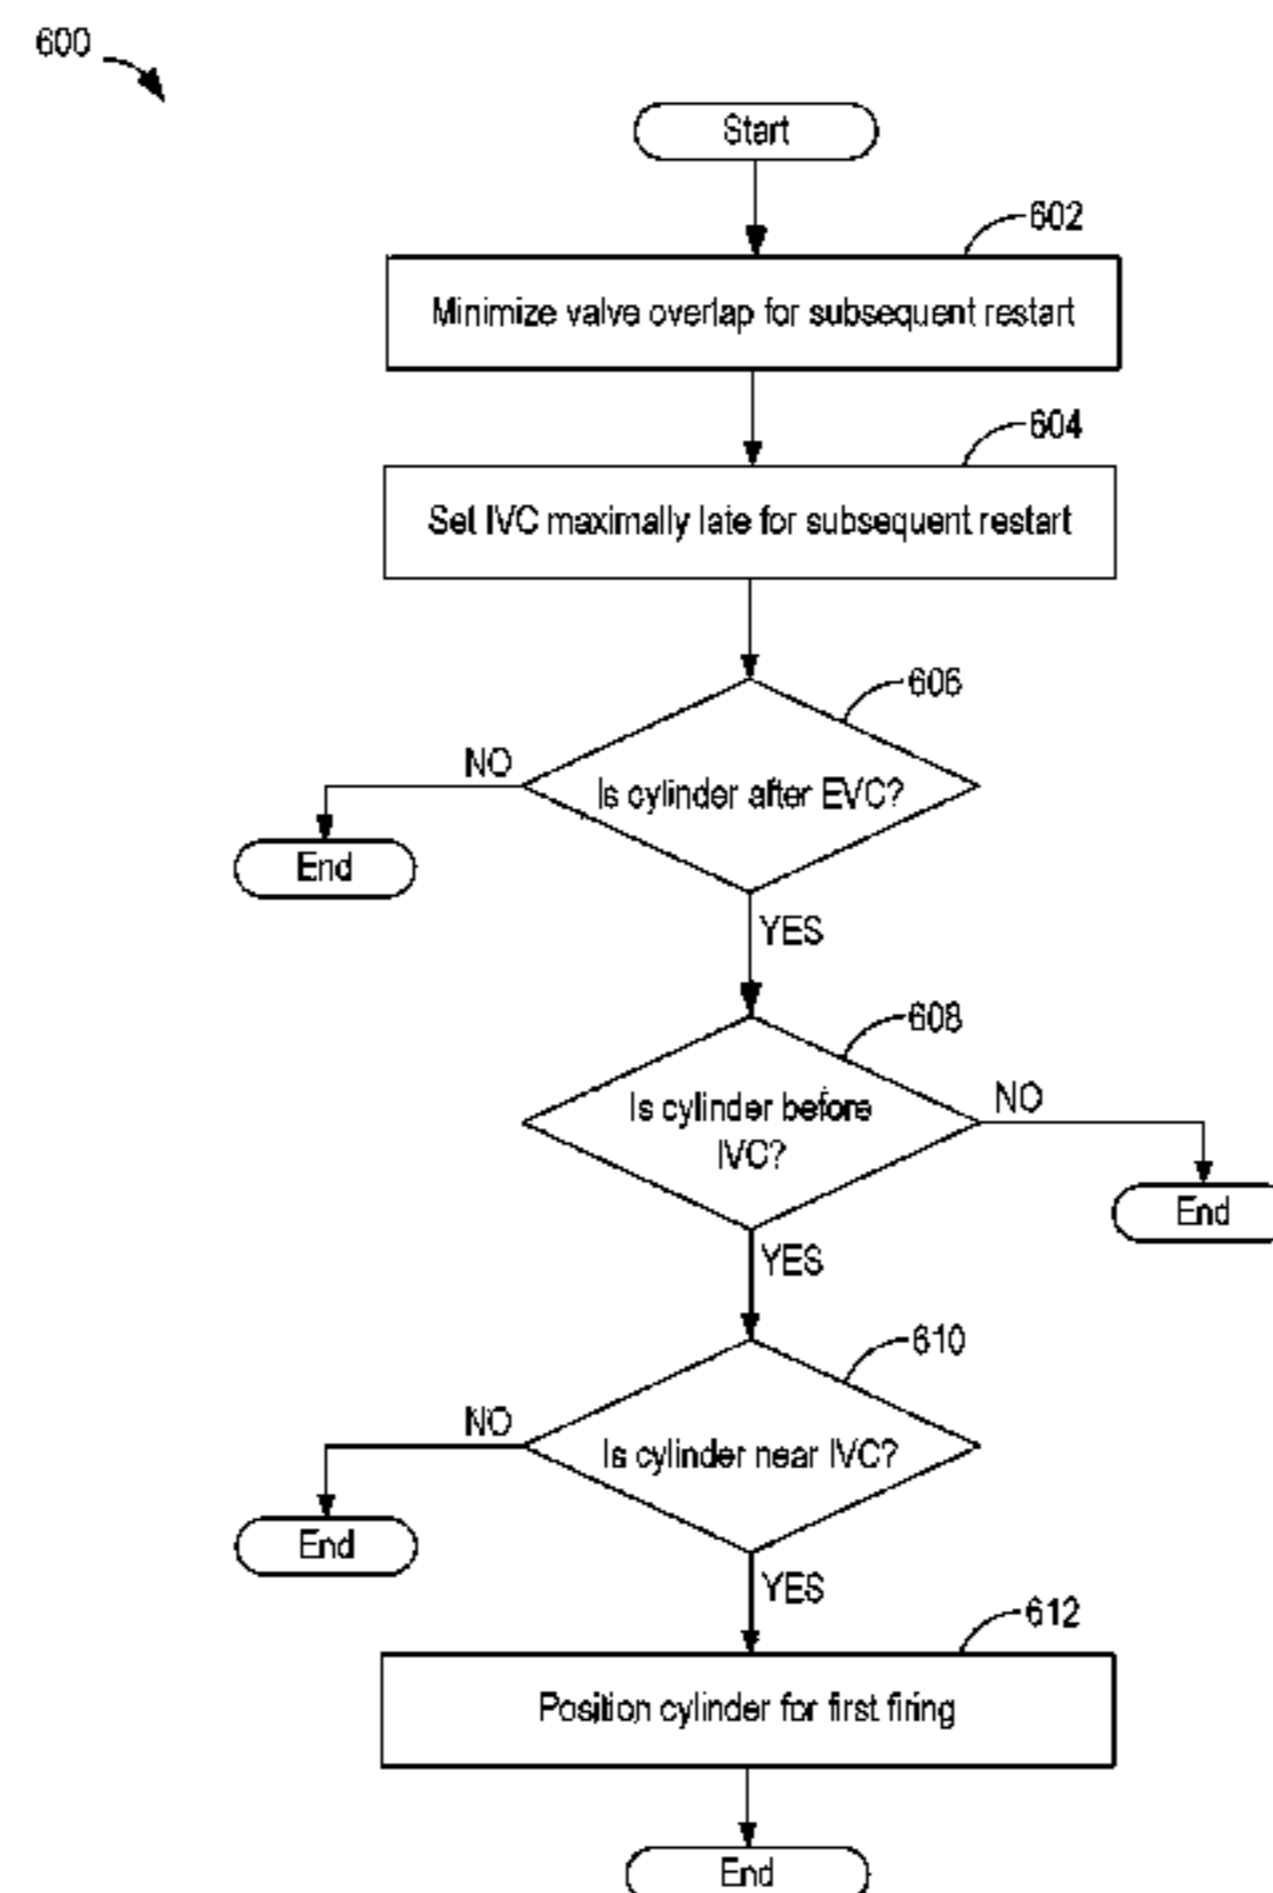 600
Start
602
Minimize valve overlap for subsequent restart
604
Set IVC maximally late for subsequent restart
606
NO
Is cylinder after EVC?
End
YES
608
Is cylinder before
IVC?
NO
End
YES
610
NO
Is cylinder near IVC?
End
YES
612
Position cylinder for first firing
End